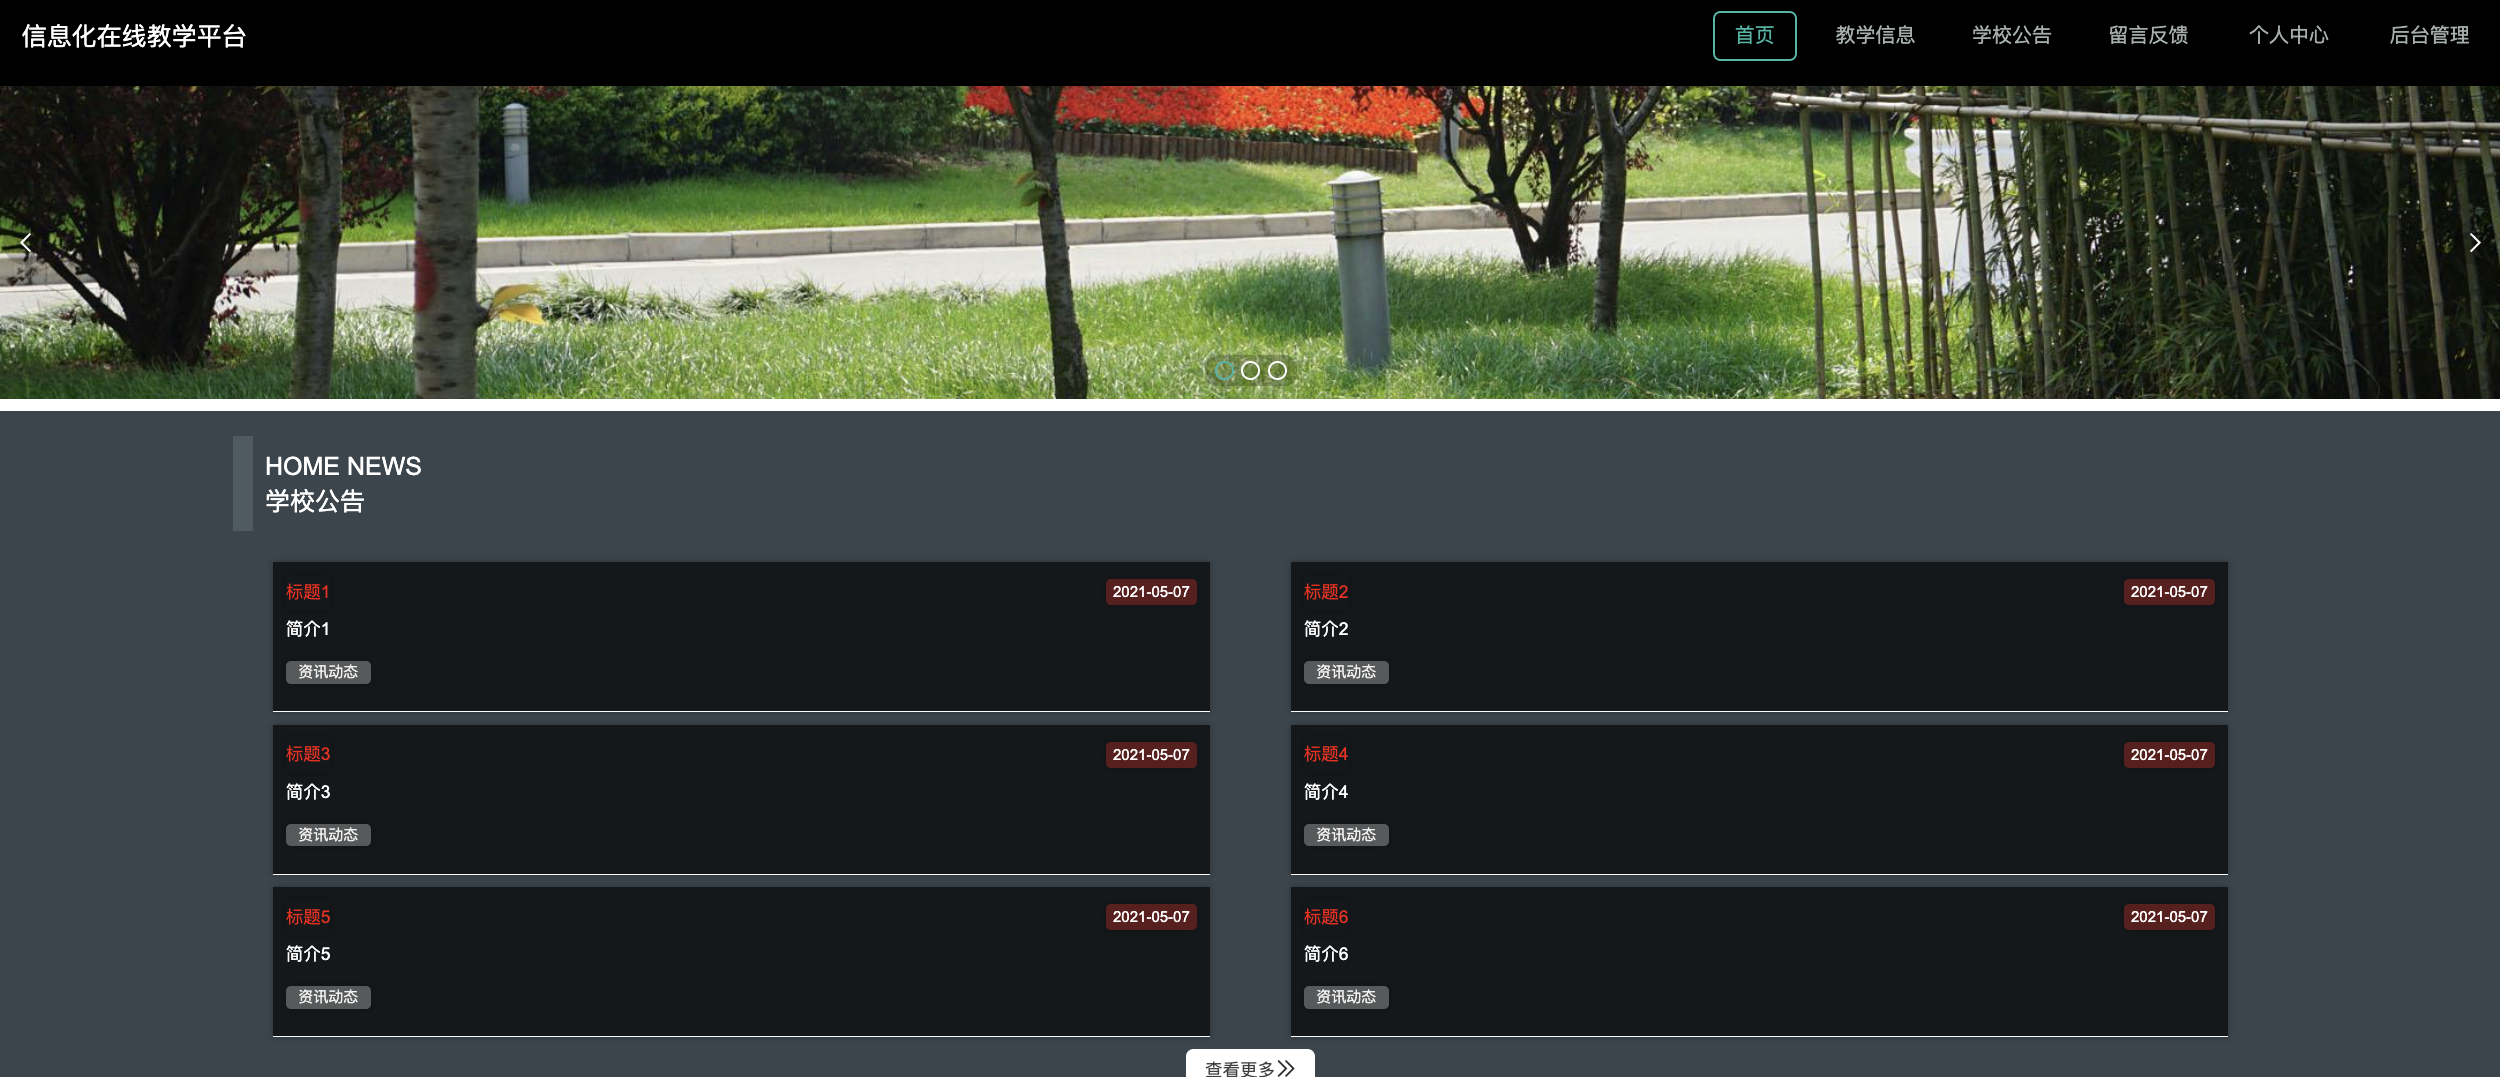 信息化在线教学平台
首页 教学信息 学校公告 留言反馈 个人中心 后台管理
HOME NEWS
学校公告
标题1 2021-05-07
简介1
资讯动态
标题2 2021-05-07
简介2
资讯动态
标题3 2021-05-07
简介3
资讯动态
标题4 2021-05-07
简介4
资讯动态
标题5 2021-05-07
简介5
资讯动态
标题6 2021-05-07
简介6
资讯动态
查看更多